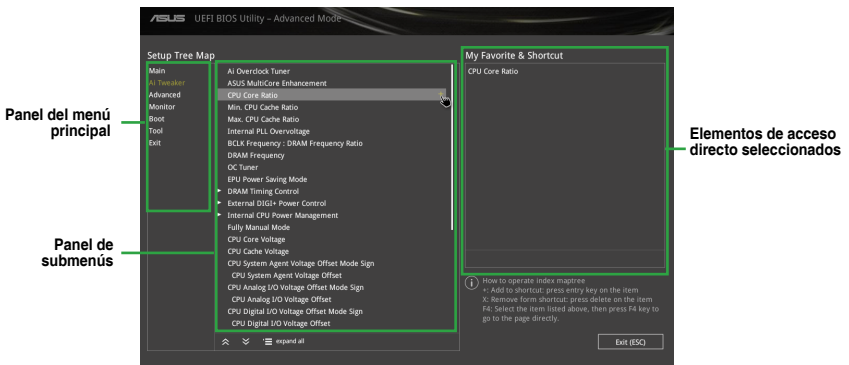 ASUS UEFI BIOS Utility – Advanced Mode
Setup Tree Map
Main
Ai Tweaker
Advanced
Monitor
Boot
Tool
Exit
Ai Overclock Tuner
ASUS MultiCore Enhancement
CPU Core Ratio
Min. CPU Cache Ratio
Max. CPU Cache Ratio
Internal PLL Overvoltage
BCLK Frequency : DRAM Frequency Ratio
DRAM Frequency
OC Tuner
EPU Power Saving Mode
DRAM Timing Control
External DIGI+ Power Control
Internal CPU Power Management
Fully Manual Mode
CPU Core Voltage
CPU Cache Voltage
CPU System Agent Voltage Offset Mode Sign
CPU System Agent Voltage Offset
CPU Analog I/O Voltage Offset Mode Sign
CPU Analog I/O Voltage Offset
CPU Digital I/O Voltage Offset Mode Sign
CPU Digital I/O Voltage Offset
expand all
My Favorite & Shortcut
CPU Core Ratio
How to operate index maptree
+: Add to shortcut: press entry key on the item
X: Remove form shortcut: press delete on the item
F4: Select the item listed above, then press F4 key to
go to the page directly.
Exit (ESC)
Panel del menú
principal
Panel de
submenús
Elementos de acceso
directo seleccionados